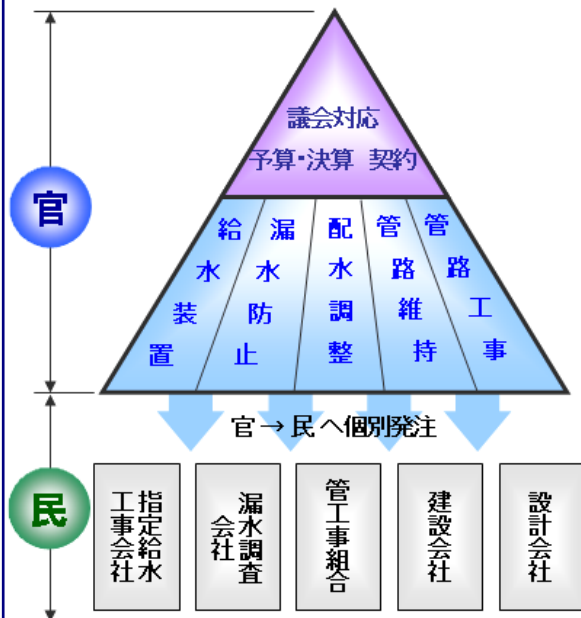 議会対応
予算・決算 契約
官
給水装置
漏水防止
配水調整
管路維持
管路工事
官→民へ個別発注
民
指定給水
工事会社
漏水調査
会社
管工事組合
建設会社
設計会社